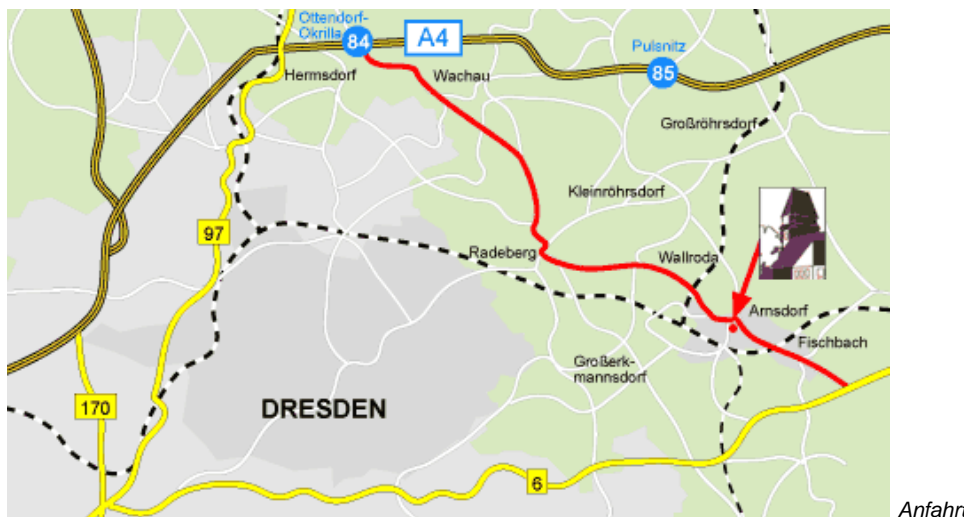 Ottendorf-
Okrilla
84
A4
Pulsnitz
85
Hermsdorf
Wachau
Großröhrsdorf
Kleinröhrsdorf
97
Radeberg
Wallroda
Arnsdorf
Fischbach
Großerk-
mannsdorf
170
DRESDEN
6